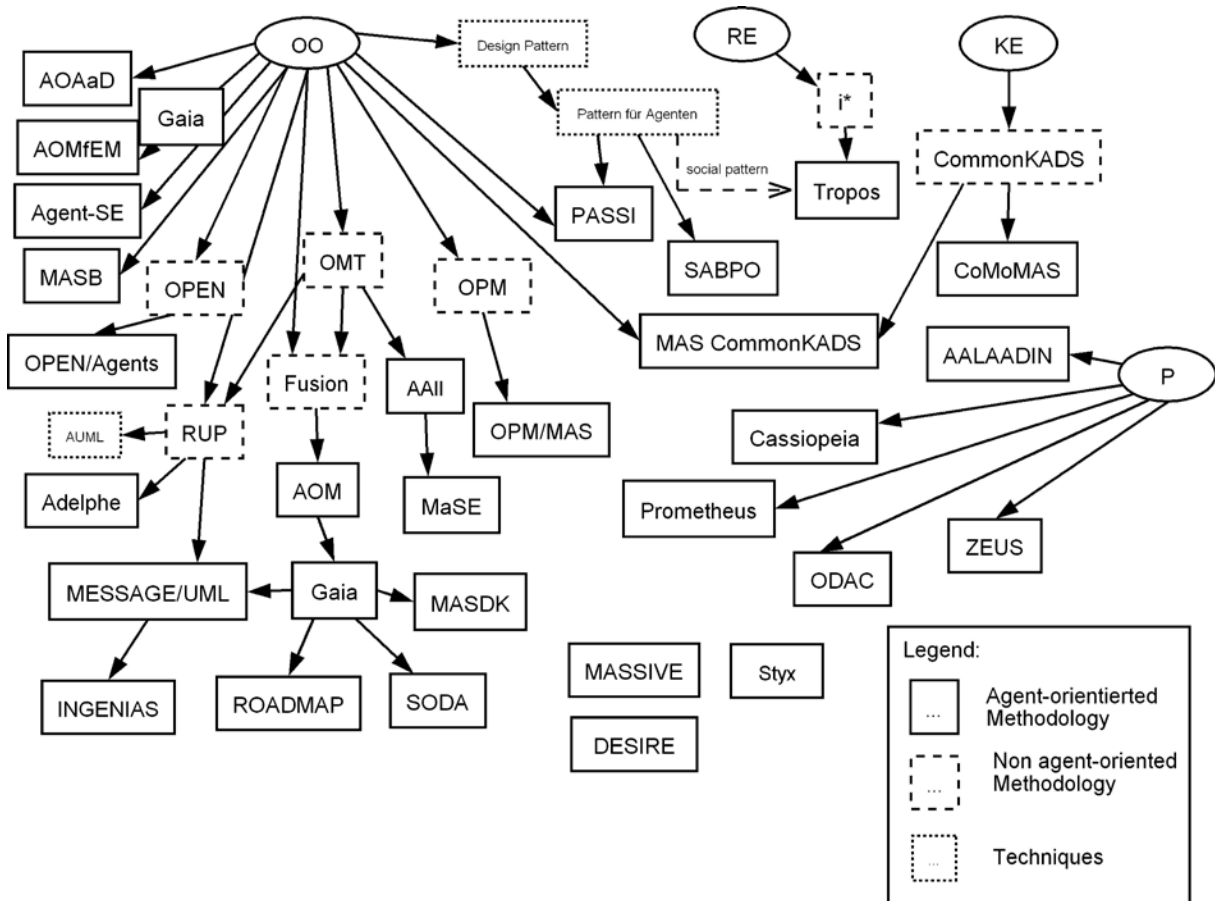 OO
RE
KE
Design Pattern
AOAaD
Gaia
i*
Pattern für Agenten
AOMfEM
CommonKADS
social pattern
Tropos
Agent-SE
PASSI
MASB
OPEN
OMT
OPM
SABPO
CoMoMAS
OPEN/Agents
MAS CommonKADS
AALAADIN
P
Fusion
AAII
AUML
RUP
OPM/MAS
Cassiopeia
Adelphe
AOM
MaSE
Prometheus
ZEUS
ODAC
MESSAGE/UML
Gaia
MASDK
INGENIAS
ROADMAP
SODA
MASSIVE
Styx
DESIRE
Legend:
...
Agent-orientierted
Methodology
...
Non agent-oriented
Methodology
...
Techniques